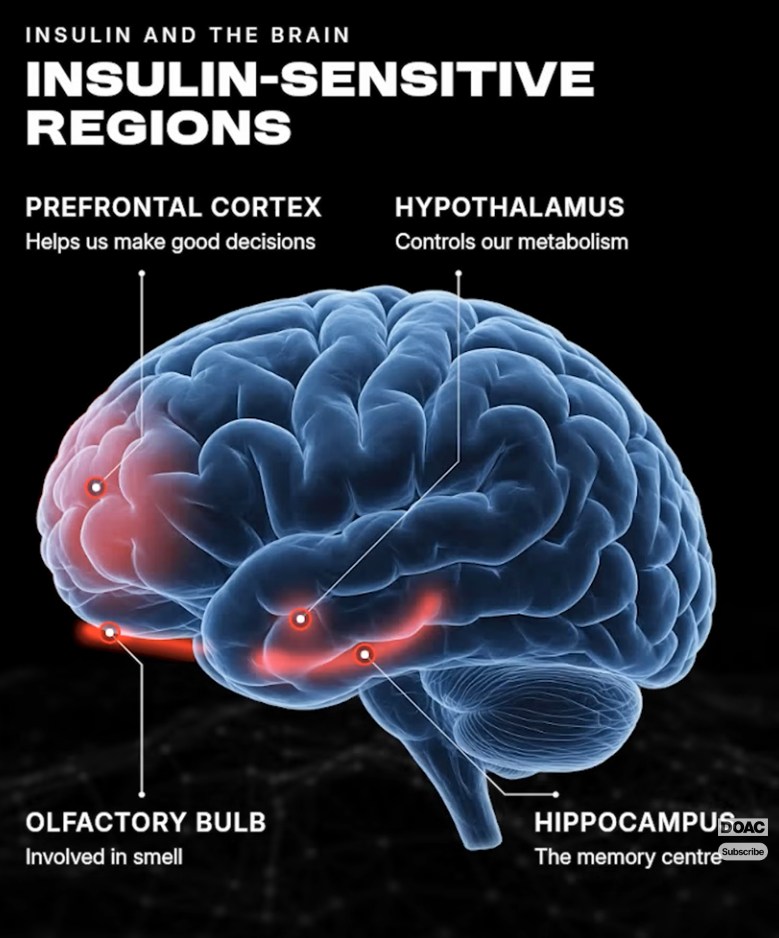 INSULIN AND THE BRAIN
INSULIN-SENSITIVE
REGIONS
PREFRONTAL CORTEX
Helps us make good decisions
HYPOTHALAMUS
Controls our metabolism
OLFACTORY BULB
Involved in smell
HIPPOCAMPUS
The memory centre
DOAC
Subscribe